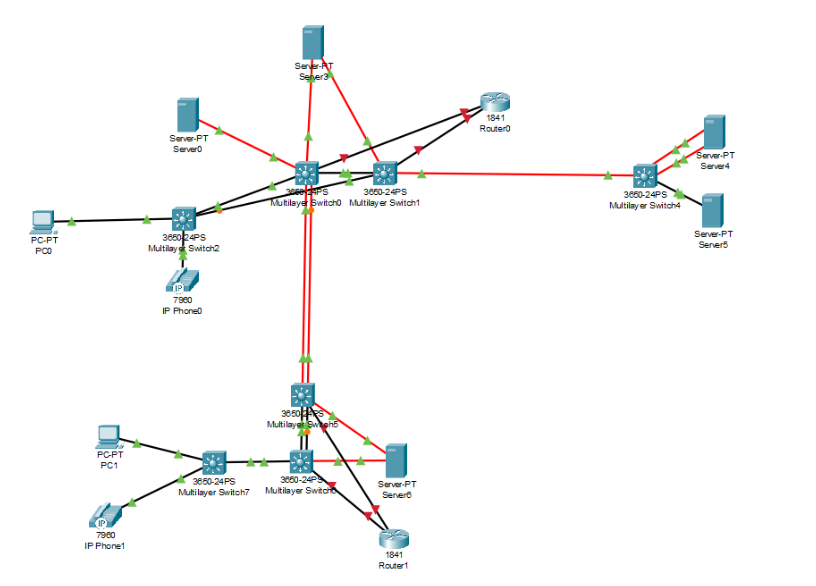 Server-PT
Server3
1841
Router0
Server-PT
Server0
Server-PT
Server4
3650-24PS
Multilayer Switch0
3650-24PS
Multilayer Switch1
3650-24PS
Multilayer Switch4
Server-PT
Server5
PC-PT
PC0
3650-24PS
Multilayer Switch2
IP
7960
IP Phone0
3650-24PS
Multilayer Switch5
PC-PT
PC1
3650-24PS
Multilayer Switch7
3650-24PS
Multilayer Switch6
Server-PT
Server6
IP
7960
IP Phone1
1841
Router1